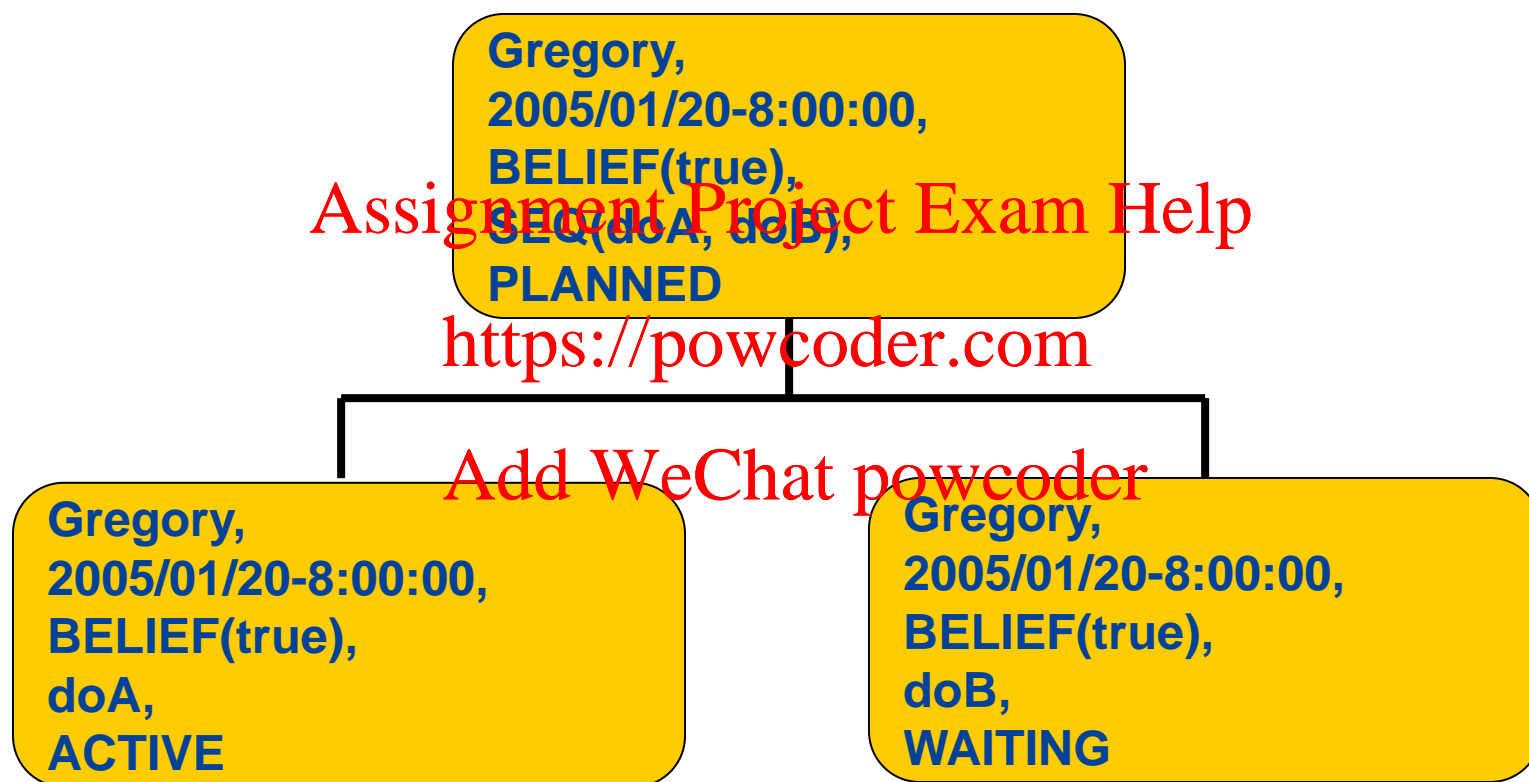 Gregory,
2005/01/20-8:00:00,
BELIEF(true),
Assignment Project Exam Help
SEQ(doA, doB),
PLANNED
https://powcoder.com
Add WeChat powcoder
Gregory,
2005/01/20-8:00:00,
BELIEF(true),
doA,
ACTIVE
Gregory,
2005/01/20-8:00:00,
BELIEF(true),
doB,
WAITING